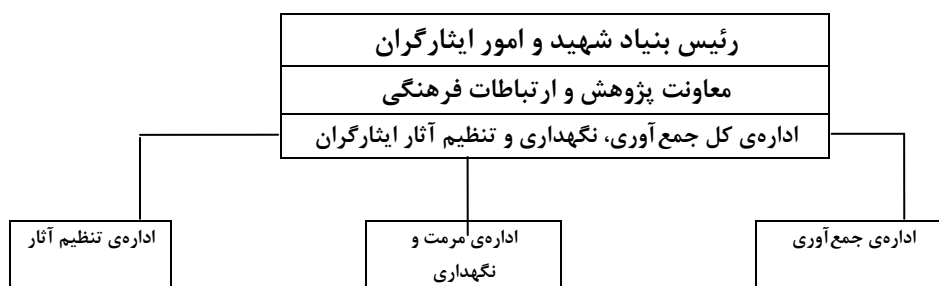 رئیس بنیاد شهید و امور ایثارگران
معاونت پژوهش و ارتباطات فرهنگی
اداره‌ی کل جمع‌آوری، نگهداری و تنظیم آثار ایثارگران
اداره‌ی جمع‌آوری
اداره‌ی مرمت و
نگهداری
اداره‌ی تنظیم آثار